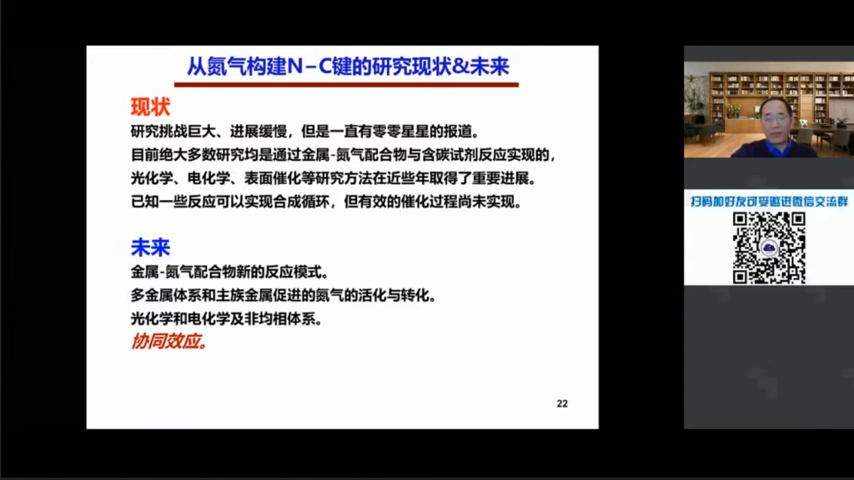 从氮气构建N–C键的研究现状&未来
现状
研究挑战巨大、进展缓慢，但是一直有零零星星的报道。
目前绝大多数研究均是通过金属-氮气配合物与含碳试剂反应实现的，
光化学、电化学、表面催化等研究方法在近些年取得了重要进展。
已知一些反应可以实现合成循环，但有效的催化过程尚未实现。
未来
金属-氮气配合物新的反应模式。
多金属体系和主族金属促进的氮气的活化与转化。
光化学和电化学及非均相体系。
协同效应。
22
扫码加好友可受邀进微信交流群